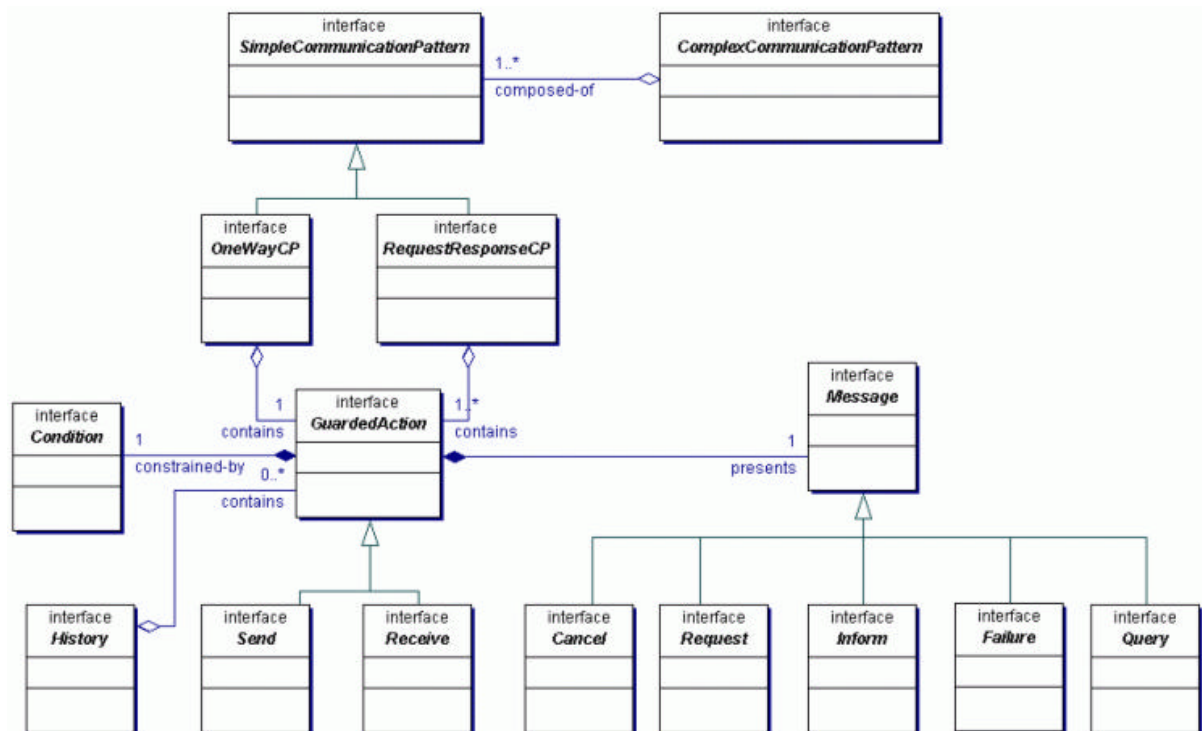 interface
SimpleCommunicationPattern
interface
ComplexCommunicationPattern
1..*
composed-of
interface
OneWayCP
interface
RequestResponseCP
interface
Condition
1
constrained-by
1
contains
interface
GuardedAction
1..*
contains
0..*
contains
1
presents
interface
Message
interface
History
interface
Send
interface
Receive
interface
Cancel
interface
Request
interface
Inform
interface
Failure
interface
Query